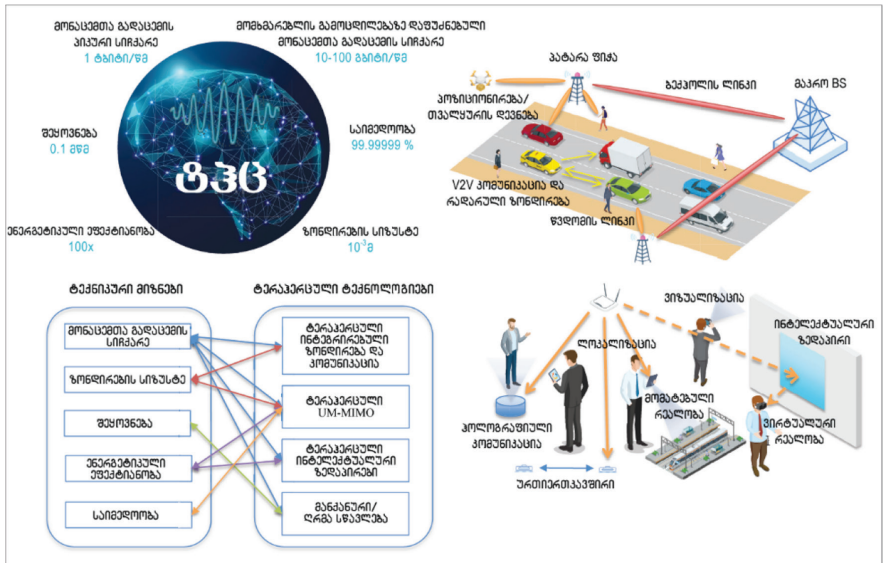 მონაცემთა გადაცემის
პიკური სიჩქარე
1 ტბიტი/წმ
მომხმარებლის გამოცდილებაზე დაფუძნებული
მონაცემთა გადაცემის სიჩქარე
10-100 გბიტი/წმ
შეყოვნება
0.1 მწმ
საიმედოობა
99.99999 %
ტჰც
ენერგეტიკული ეფექტიანობა
100x
ზონდირების სიზუსტე
10⁻³მ
პატარა ფიჭა
ბექჰოლის ლინკი
მაკრო BS
პოზიციონირება/
თვალყურის დევნება
V2V კომუნიკაცია და
რადარული ზონდირება
წვდომის ლინკი
ტექნიკური მიზნები
მონაცემთა გადაცემის
სიჩქარე
ზონდირების სიზუსტე
შეყოვნება
ენერგეტიკული
ეფექტიანობა
საიმედოობა
ტერაჰერცული ტექნოლოგიები
ტერაჰერცული
ინტეგრირებული
ზონდირება და
კომუნიკაცია
ტერაჰერცული
UM-MIMO
ტერაჰერცული
ინტელექტუალური
ზედაპირები
მანქანური/
ღრმა სწავლება
ვიზუალიზაცია
ინტელექტუალური
ზედაპირი
ლოკალიზაცია
მომატებული
რეალობა
ვირტუალური
რეალობა
ჰოლოგრაფიული
კომუნიკაცია
ურთიერთკავშირი